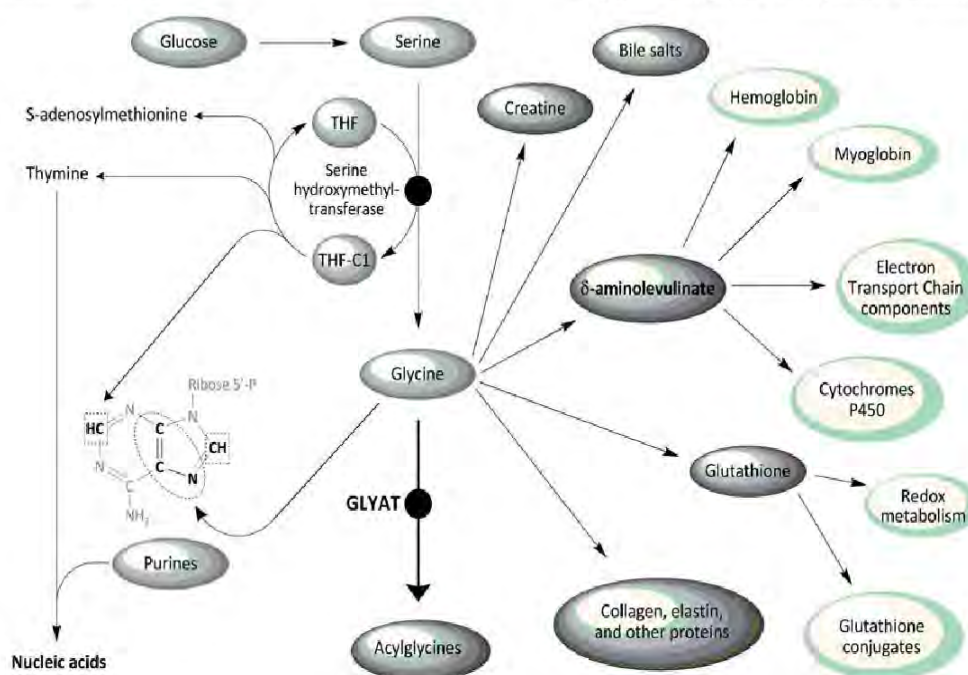 Glucose
Serine
Bile salts
Creatine
Hemoglobin
Myoglobin
S-adenosylmethionine
THF
Thymine
Serine
hydroxymethyl-
transferase
THF-C1
δ-aminolevulinate
Electron
Transport Chain
components
Glycine
Cytochromes
P450
Ribose 5'-P
HC
N
N
C
CH
N
C
N
C
NH2
GLYAT
Glutathione
Redox
metabolism
Purines
Collagen, elastin,
and other proteins
Acylglycines
Glutathione
conjugates
Nucleic acids